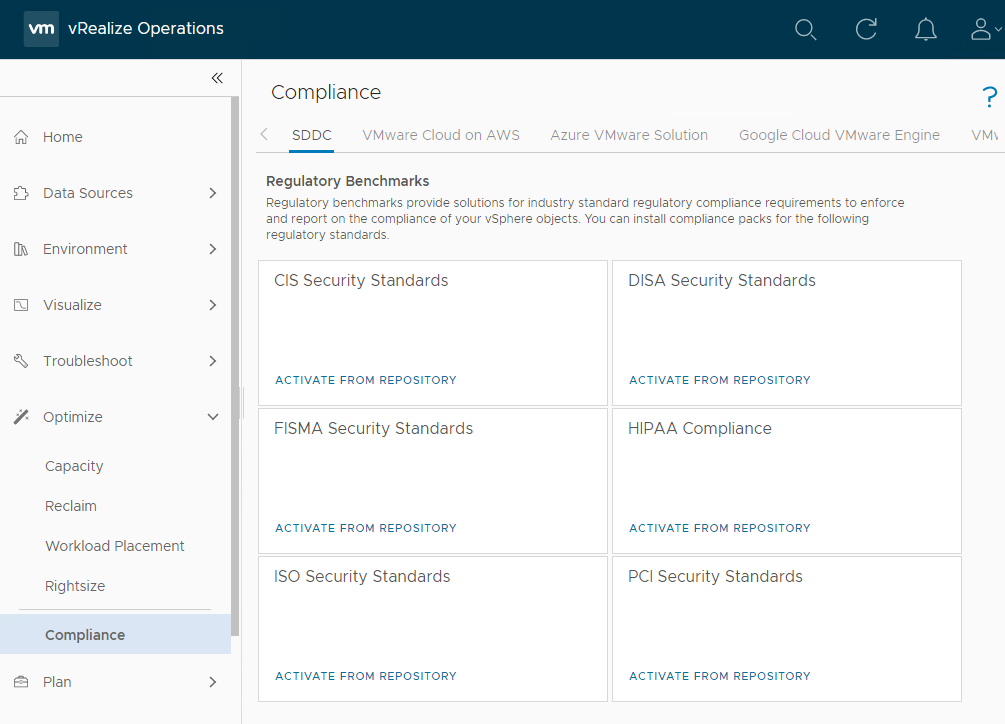 vm vRealize Operations
Home
Data Sources
Environment
Visualize
Troubleshoot
Optimize
Capacity
Reclaim
Workload Placement
Rightsize
Compliance
Plan
Compliance
?
SDDC VMware Cloud on AWS Azure VMware Solution Google Cloud VMware Engine
Regulatory Benchmarks
Regulatory benchmarks provide solutions for industry standard regulatory compliance requirements to enforce
and report on the compliance of your vSphere objects. You can install compliance packs for the following
regulatory standards.
CIS Security Standards
ACTIVATE FROM REPOSITORY
DISA Security Standards
ACTIVATE FROM REPOSITORY
FISMA Security Standards
ACTIVATE FROM REPOSITORY
HIPAA Compliance
ACTIVATE FROM REPOSITORY
ISO Security Standards
ACTIVATE FROM REPOSITORY
PCI Security Standards
ACTIVATE FROM REPOSITORY